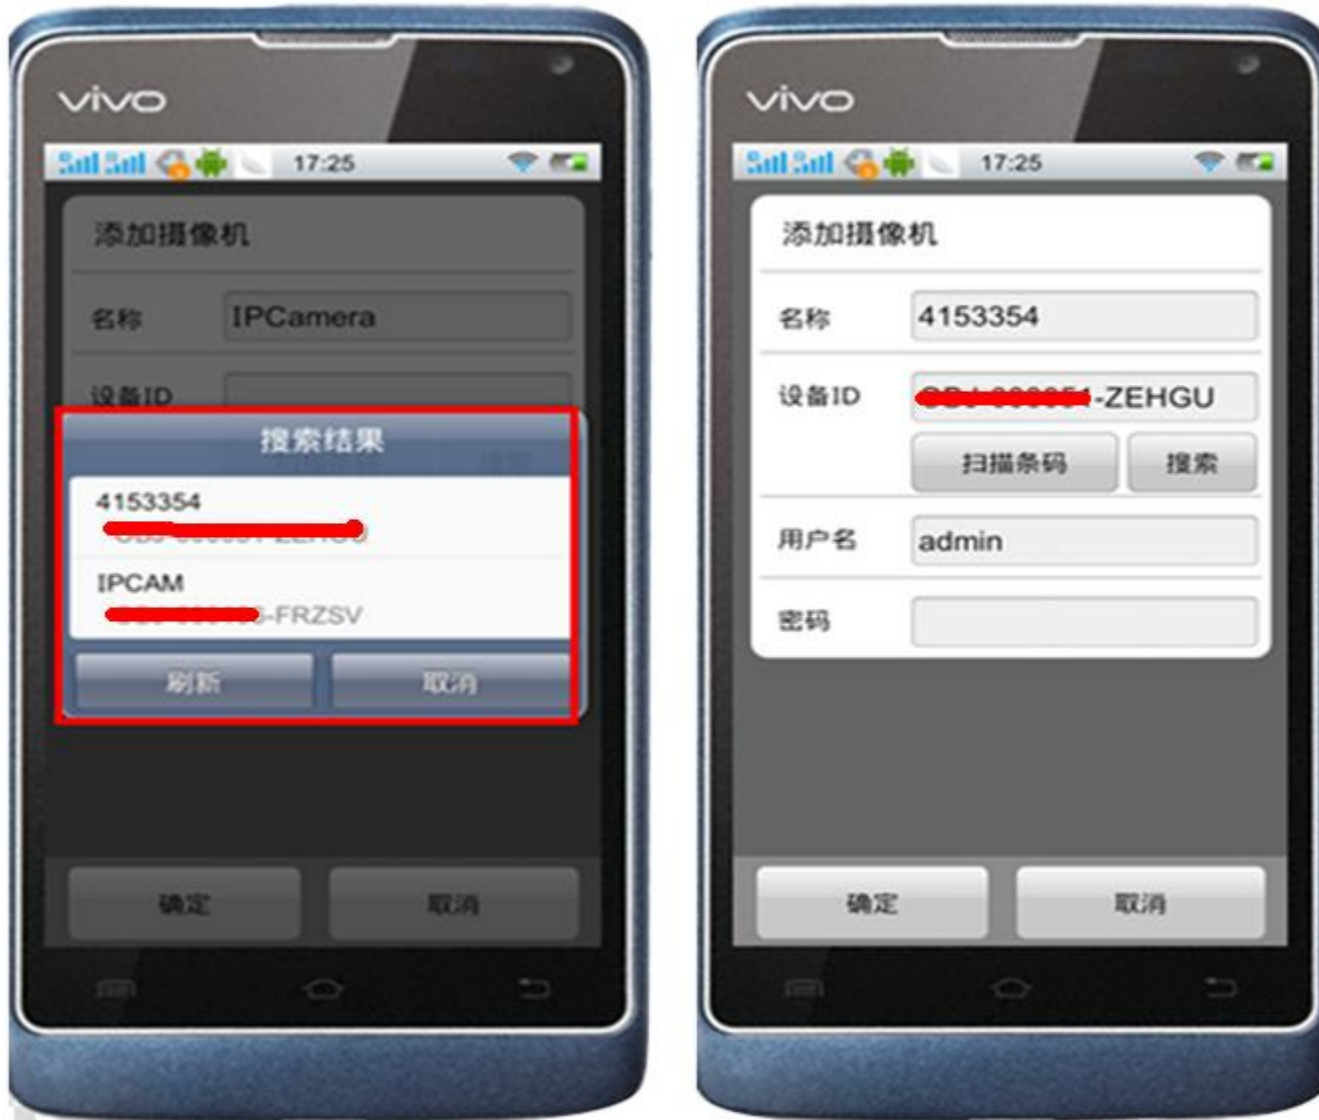 vivo
17:25
添加摄像机
名称 IPCamera
设备ID
搜索结果
4153354
IPCAM
-FRZSV
刷新 取消
确定 取消
vivo
17:25
添加摄像机
名称 4153354
设备ID -ZEHGU
扫描条码 搜索
用户名 admin
密码
确定 取消